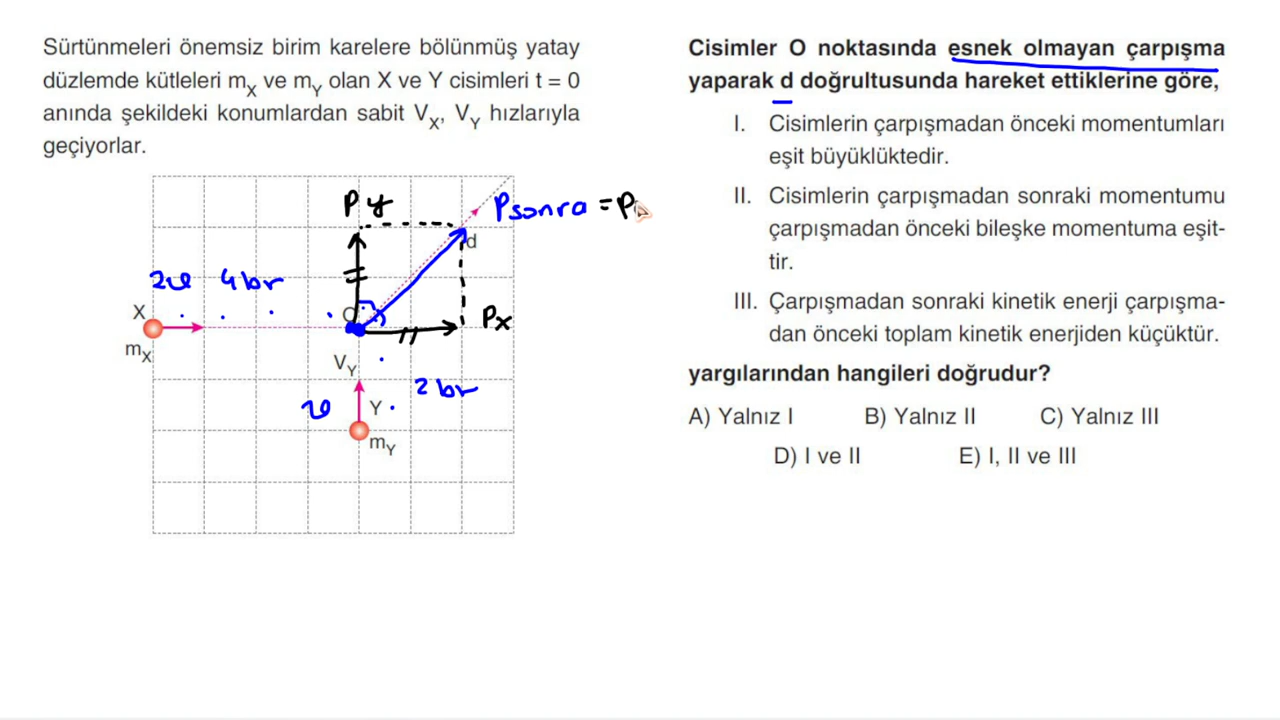 Sürtünmeleri önemsiz birim karelere bölünmüş yatay
düzlemde kütleleri mX ve mY olan X ve Y cisimleri t = 0
anında şekildeki konumlardan sabit VX, VY hızlarıyla
geçiyorlar.
Py
Psonra = P
d
2v 4br
X
O
Px
mX
VY
2br
v
Y
mY
Cisimler O noktasında esnek olmayan çarpışma
yaparak d doğrultusunda hareket ettiklerine göre,
I. Cisimlerin çarpışmadan önceki momentumları
eşit büyüklüktedir.
II. Cisimlerin çarpışmadan sonraki momentumu
çarpışmadan önceki bileşke momentuma eşit-
tir.
III. Çarpışmadan sonraki kinetik enerji çarpışma-
dan önceki toplam kinetik enerjiden küçüktür.
yargılarından hangileri doğrudur?
A) Yalnız I B) Yalnız II C) Yalnız III
D) I ve II E) I, II ve III